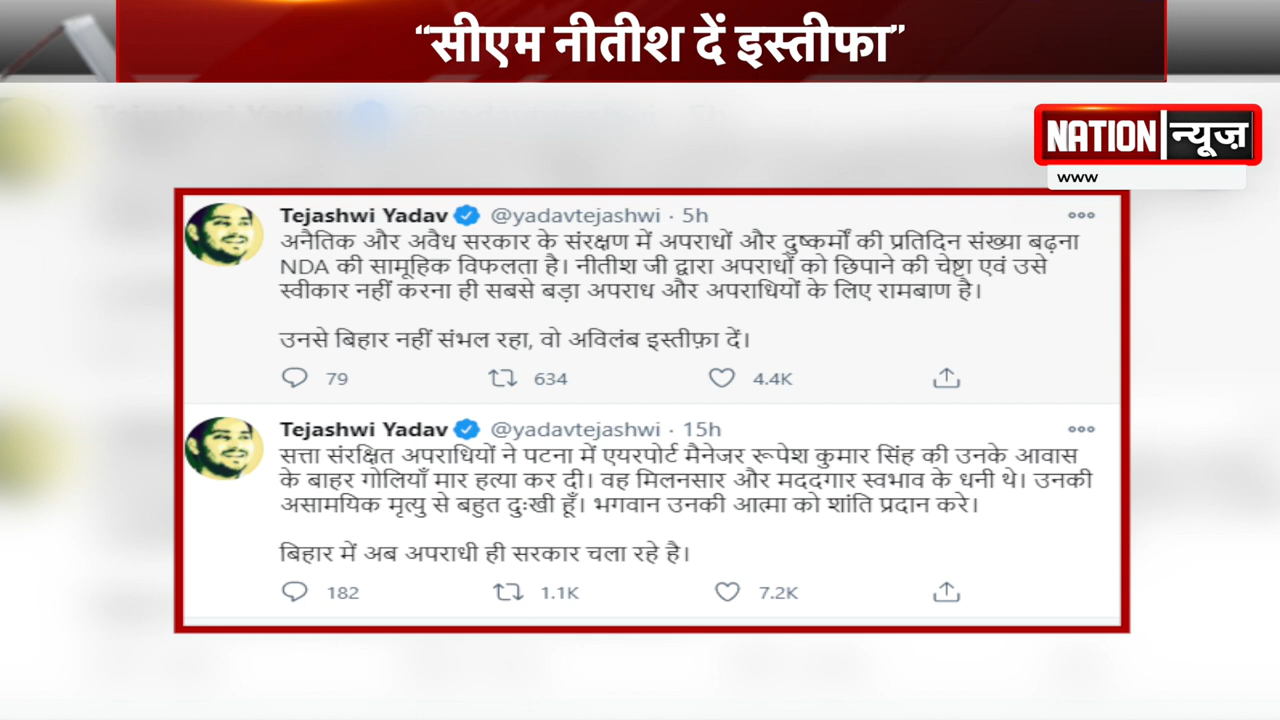 “सीएम नीतीश दें इस्तीफा”
NATION न्यूज़
www
Tejashwi Yadav @yadavtejashwi · 5h
अनैतिक और अवैध सरकार के संरक्षण में अपराधों और दुष्कर्मों की प्रतिदिन संख्या बढ़ना
NDA की सामूहिक विफलता है। नीतीश जी द्वारा अपराधों को छिपाने की चेष्टा एवं उसे
स्वीकार नहीं करना ही सबसे बड़ा अपराध और अपराधियों के लिए रामबाण है।
उनसे बिहार नहीं संभल रहा, वो अविलंब इस्तीफ़ा दें।
79 634 4.4K
Tejashwi Yadav @yadavtejashwi · 15h
सत्ता संरक्षित अपराधियों ने पटना में एयरपोर्ट मैनेजर रूपेश कुमार सिंह की उनके आवास
के बाहर गोलियाँ मार हत्या कर दी। वह मिलनसार और मददगार स्वभाव के धनी थे। उनकी
असामयिक मृत्यु से बहुत दुःखी हूँ। भगवान उनकी आत्मा को शांति प्रदान करे।
बिहार में अब अपराधी ही सरकार चला रहे है।
182 1.1K 7.2K